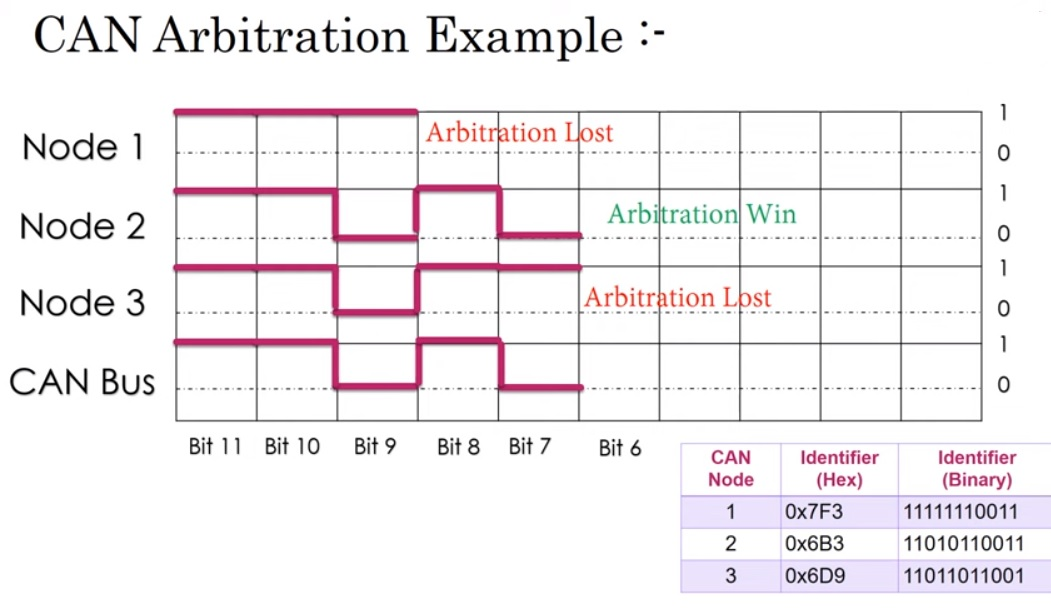 CAN Arbitration Example :-
1
Node 1
Arbitration Lost
0
1
Node 2
Arbitration Win
0
1
Node 3
Arbitration Lost
0
1
CAN Bus
0
Bit 11 Bit 10 Bit 9 Bit 8 Bit 7 Bit 6
CAN Node Identifier (Hex) Identifier (Binary)
1 0x7F3 11111110011
2 0x6B3 11010110011
3 0x6D9 11011011001